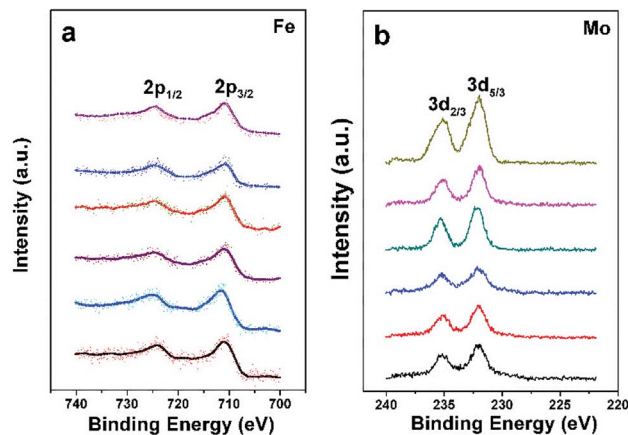 a
Fe
2p1/2
2p3/2
Intensity (a.u.)
740 730 720 710 700
Binding Energy (eV)
b
Mo
3d2/3
3d5/3
Intensity (a.u.)
240 235 230 225 220
Binding Energy (eV)